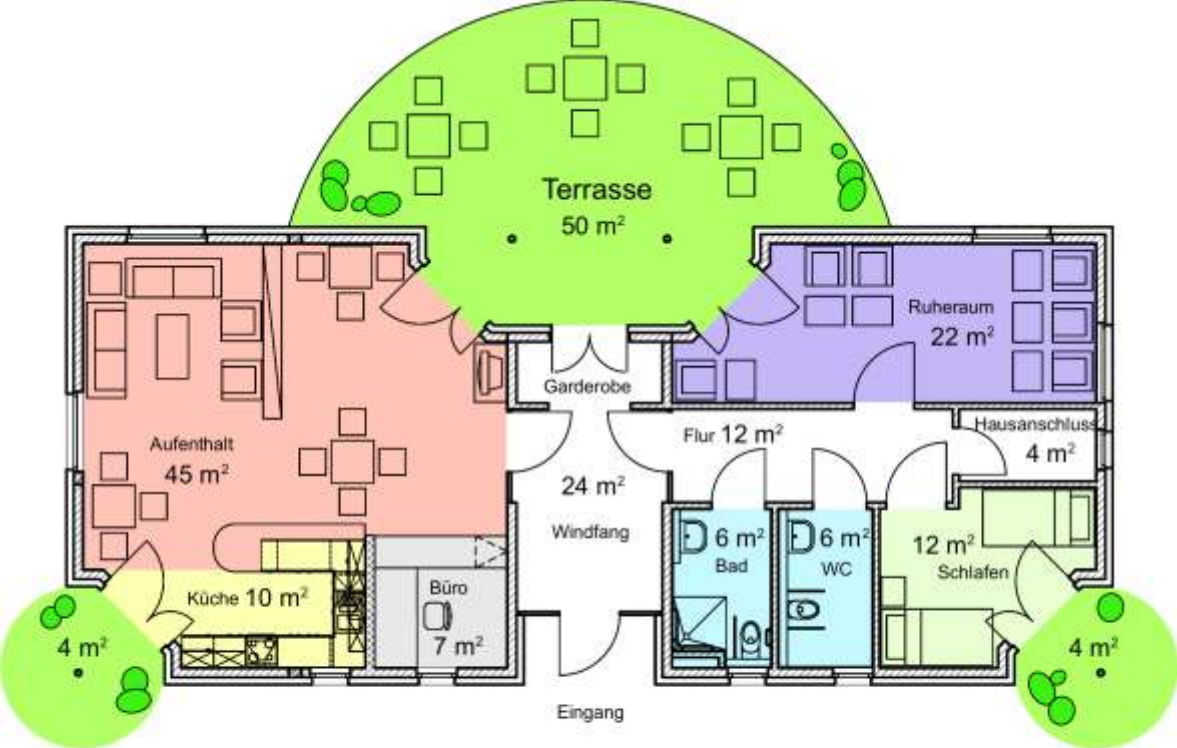 Terrasse
50 m²
Ruheraum
22 m²
Garderobe
Aufenthalt
45 m²
Flur 12 m²
Hausanschluss
4 m²
24 m²
Windfang
6 m²
Bad
6 m²
WC
12 m²
Schlafen
Küche 10 m²
Büro
7 m²
4 m²
4 m²
Eingang